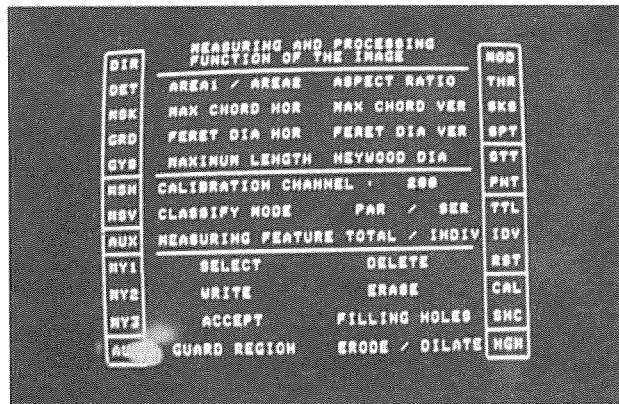 MEASURING AND PROCESSING
FUNCTION OF THE IMAGE
DIR
MOD
DET AREA1 / AREA2 ASPECT RATIO THR
MSK MAX CHORD HOR MAX CHORD VER SKS
GRD FERET DIA HOR FERET DIA VER SPT
GYS MAXIMUM LENGTH HEYWOOD DIA STT
MSH CALIBRATION CHANNEL : PNT
MSV CLASSIFY MODE PAR / SER TTL
AUX MEASURING FEATURE TOTAL / INDIV IDV
MY1 SELECT DELETE RST
MY2 WRITE ERASE CAL
MY3 ACCEPT FILLING HOLES SHC
GUARD REGION ERODE / DILATE MGM